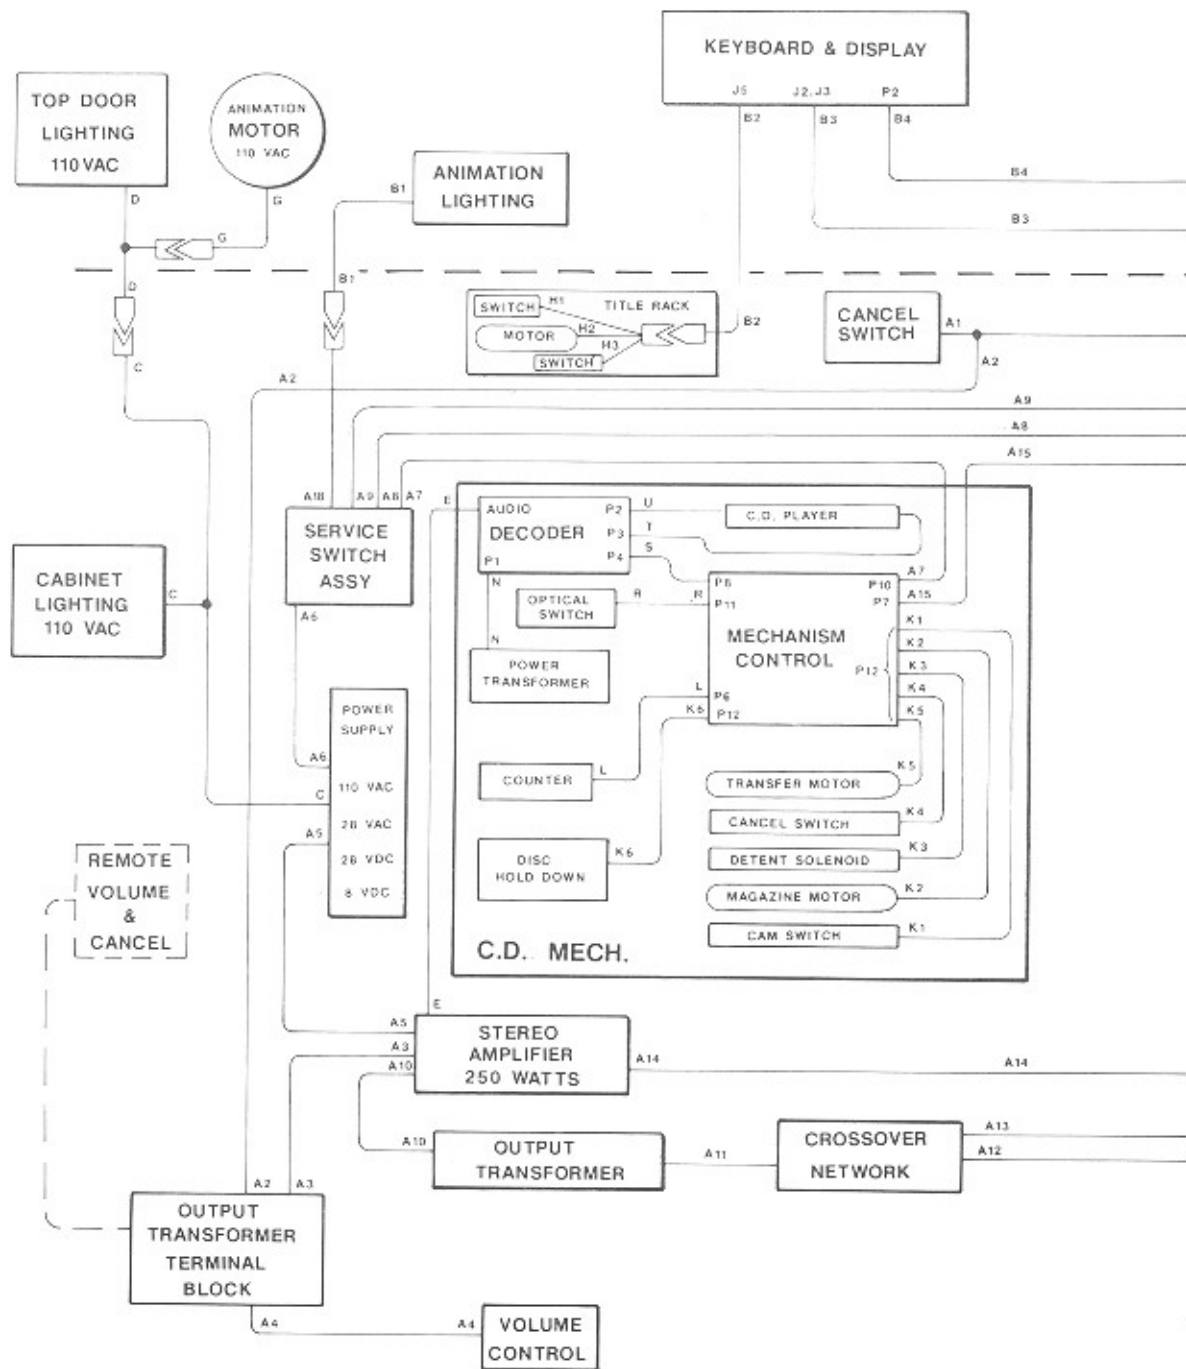 KEYBOARD & DISPLAY
J5 J2,J3 P2
B2 B3 B4
TOP DOOR
LIGHTING
110 VAC
ANIMATION
MOTOR
110 VAC
ANIMATION
LIGHTING
B1
B4
B3
D
G
G
D
B1
C
SWITCH
H1
TITLE RACK
MOTOR
H2
H3
SWITCH
B2
CANCEL
SWITCH
A1
A2
A2
A9
A8
A15
A18 A9 A8 A7
SERVICE
SWITCH
ASSY
A6
CABINET
LIGHTING
110 VAC
C
E
AUDIO
DECODER
P1
P2
P3
P4
U
T
S
C.D. PLAYER
N
N
OPTICAL
SWITCH
R
R
POWER
TRANSFORMER
P8
P11
P10
P7
MECHANISM
CONTROL
P12
P6
P12
A7
A15
K1
K2
K3
K4
K5
L
K6
COUNTER
L
DISC
HOLD DOWN
K6
TRANSFER MOTOR
K5
CANCEL SWITCH
K4
DETENT SOLENOID
K3
MAGAZINE MOTOR
K2
CAM SWITCH
K1
C.D. MECH.
POWER
SUPPLY
110 VAC
28 VAC
28 VDC
8 VDC
A6
C
A5
REMOTE
VOLUME
&
CANCEL
E
A5
A3
A10
STEREO
AMPLIFIER
250 WATTS
A14
A14
A10
OUTPUT
TRANSFORMER
A11
CROSSOVER
NETWORK
A13
A12
A2
A3
OUTPUT
TRANSFORMER
TERMINAL
BLOCK
A4
A4
VOLUME
CONTROL